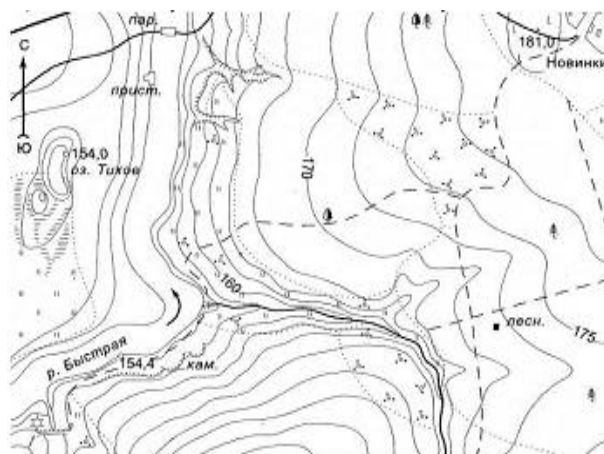 пар.
С
181,0
Новинки
прист.
154,0
оз. Тихое
170
Ю
160
лесн.
175
р. Быстрая
154,4
кам.